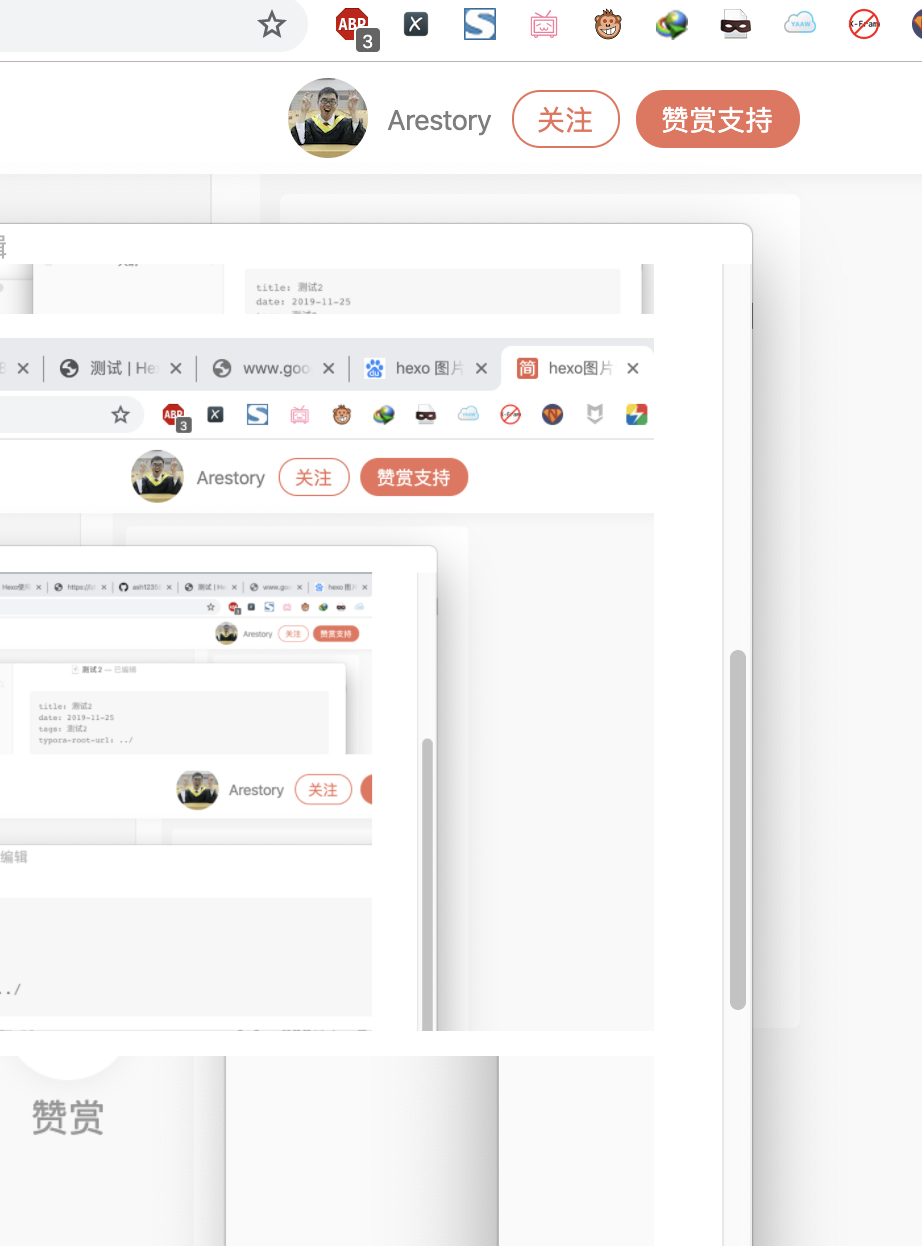 ABP
3
YAAW
X-Fram
Arestory
关注
赞赏支持
辑
title: 测试2
date: 2019-11-25
测试 | He
www.goo
hexo 图片
简
hexo图片
ABP
3
Arestory
关注
赞赏支持
Hexo使用
https://
ash1235
测试 | He
www.goo
hexo 图片
Arestory
关注
赞赏支持
测试2 — 已编辑
title: 测试2
date: 2019-11-25
tags: 测试2
typora-root-url: ../
Arestory
关注
编辑
../
赞赏